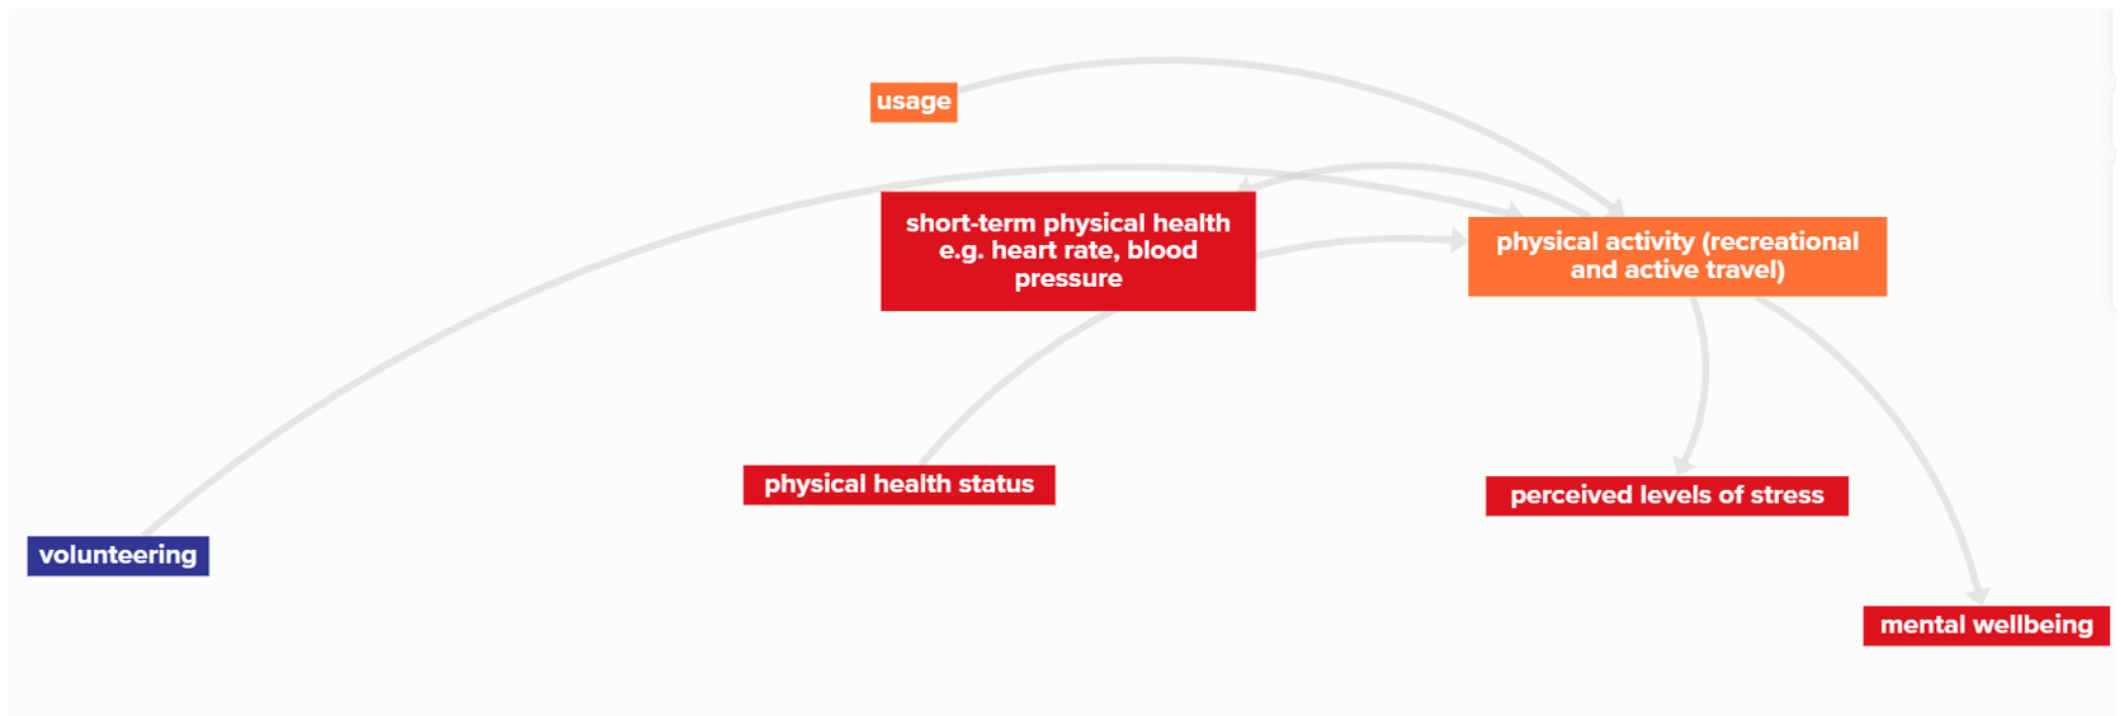 usage
short-term physical health
e.g. heart rate, blood
pressure
physical activity (recreational
and active travel)
physical health status
perceived levels of stress
volunteering
mental wellbeing